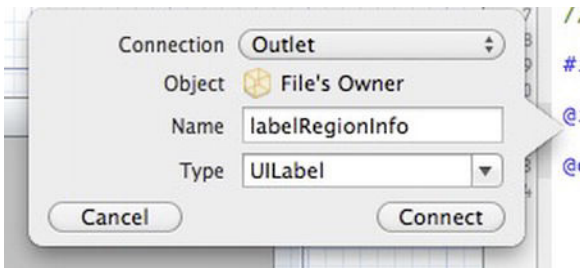 Connection Outlet
Object File's Owner
Name labelRegionInfo
Type UILabel
Cancel Connect